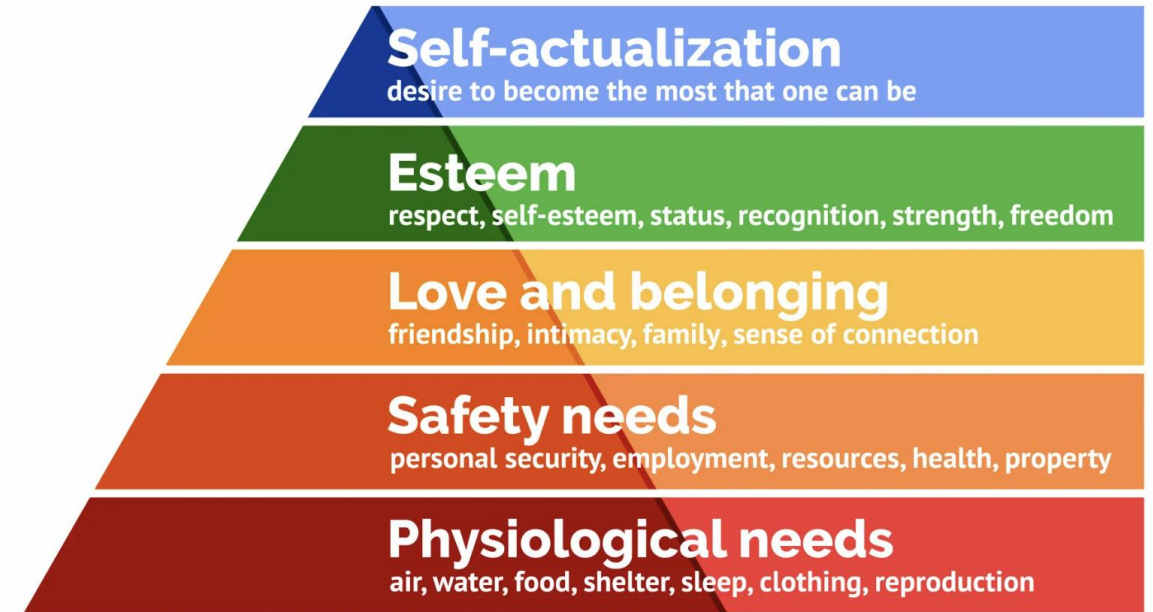 Self-actualization
desire to become the most that one can be
Esteem
respect, self-esteem, status, recognition, strength, freedom
Love and belonging
friendship, intimacy, family, sense of connection
Safety needs
personal security, employment, resources, health, property
Physiological needs
air, water, food, shelter, sleep, clothing, reproduction